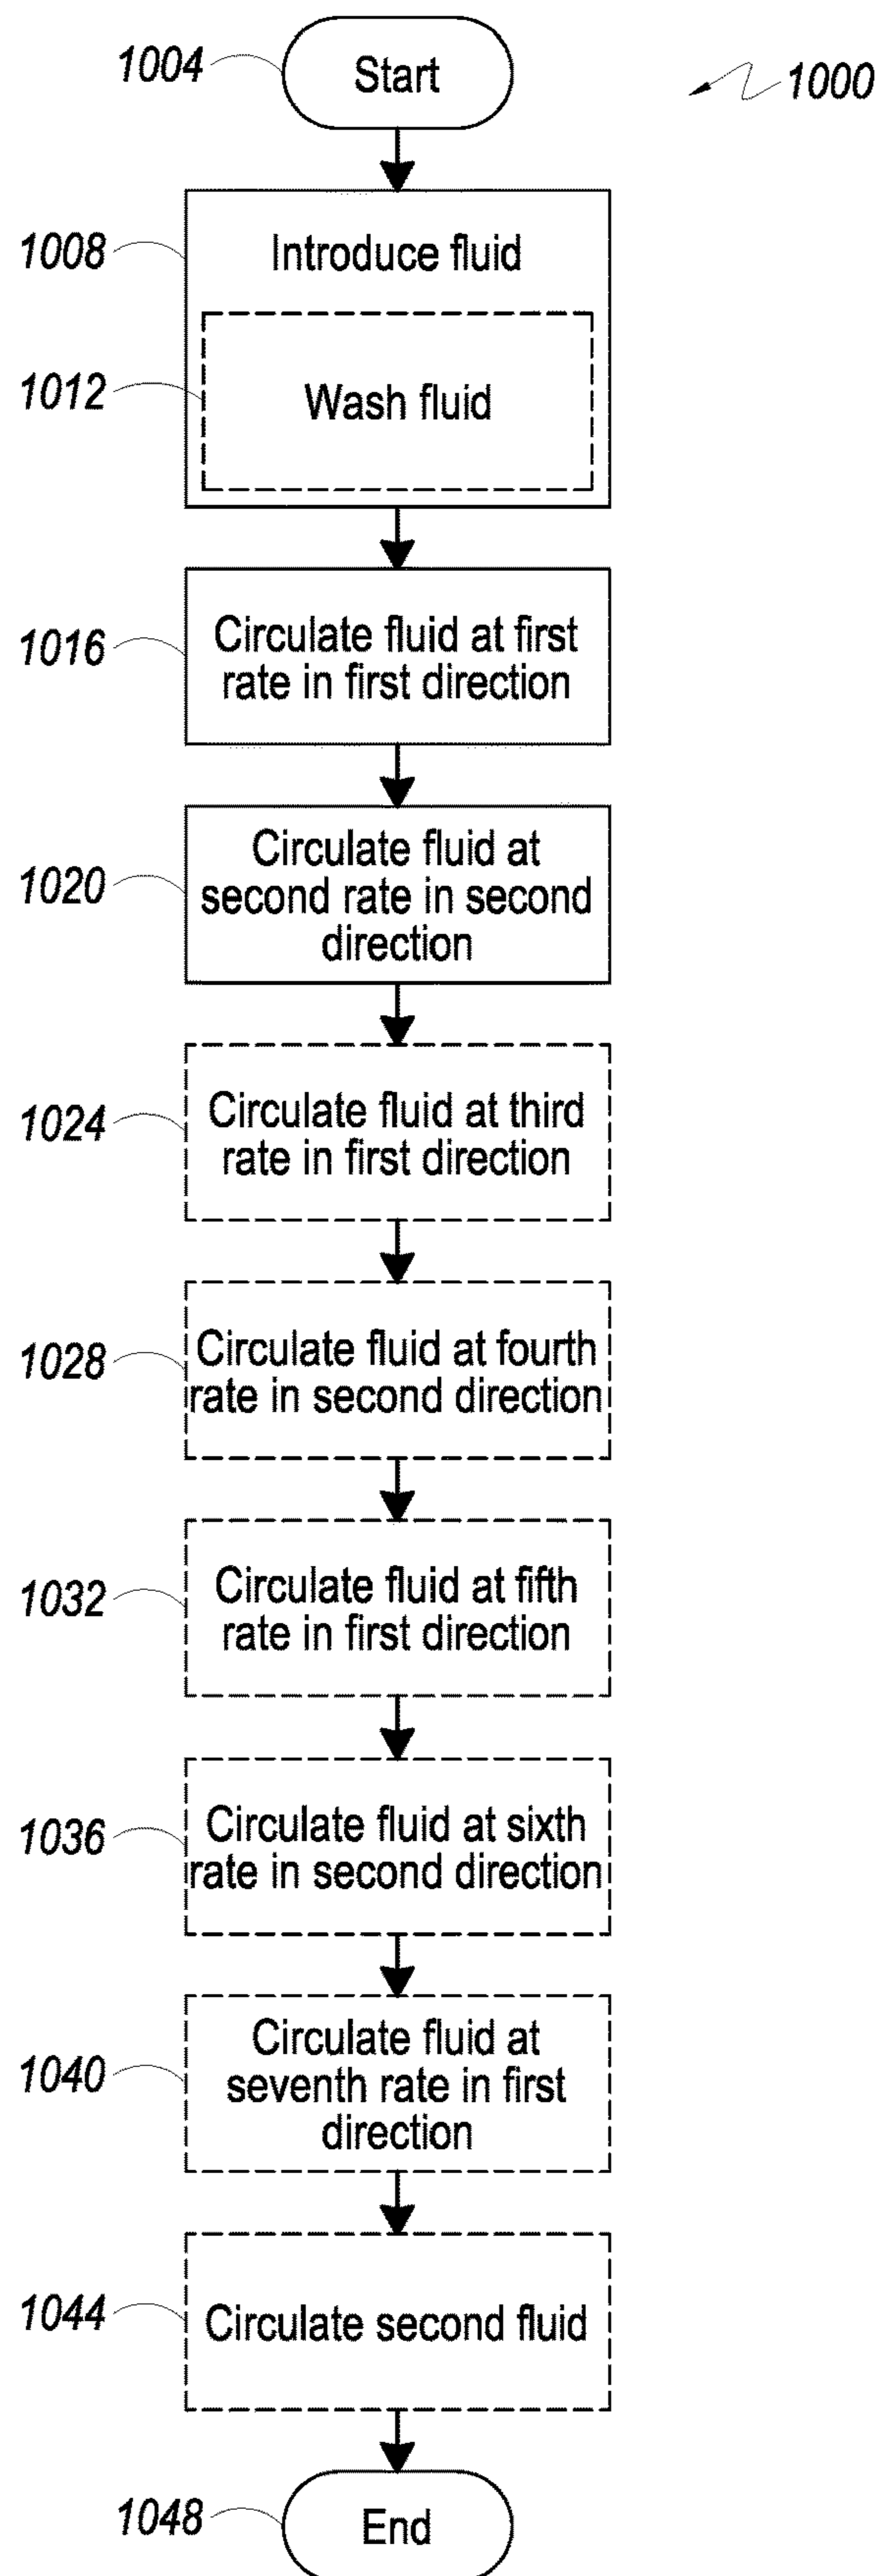 1004
Start
1000
1008
Introduce fluid
1012
Wash fluid
1016
Circulate fluid at first
rate in first direction
1020
Circulate fluid at
second rate in second
direction
1024
Circulate fluid at third
rate in first direction
1028
Circulate fluid at fourth
rate in second direction
1032
Circulate fluid at fifth
rate in first direction
1036
Circulate fluid at sixth
rate in second direction
1040
Circulate fluid at
seventh rate in first
direction
1044
Circulate second fluid
1048
End